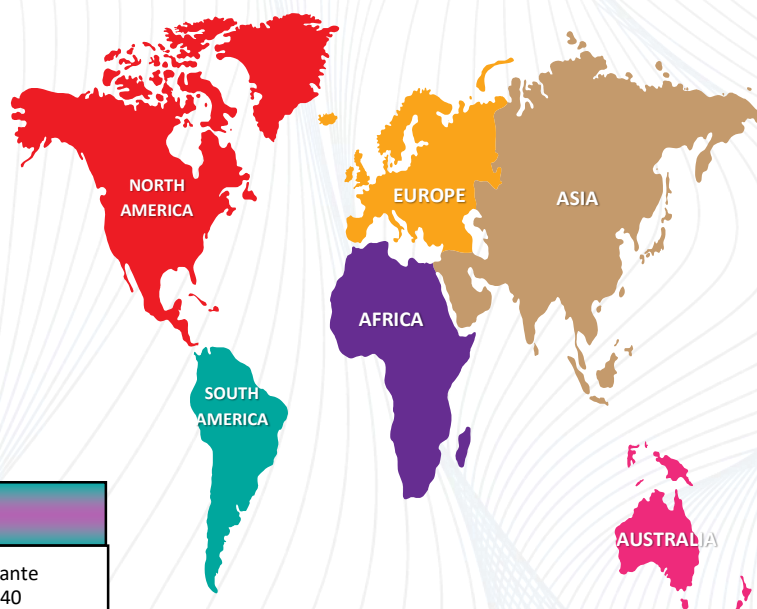 NORTH
AMERICA
EUROPE
ASIA
AFRICA
SOUTH
AMERICA
AUSTRALIA
ante
40